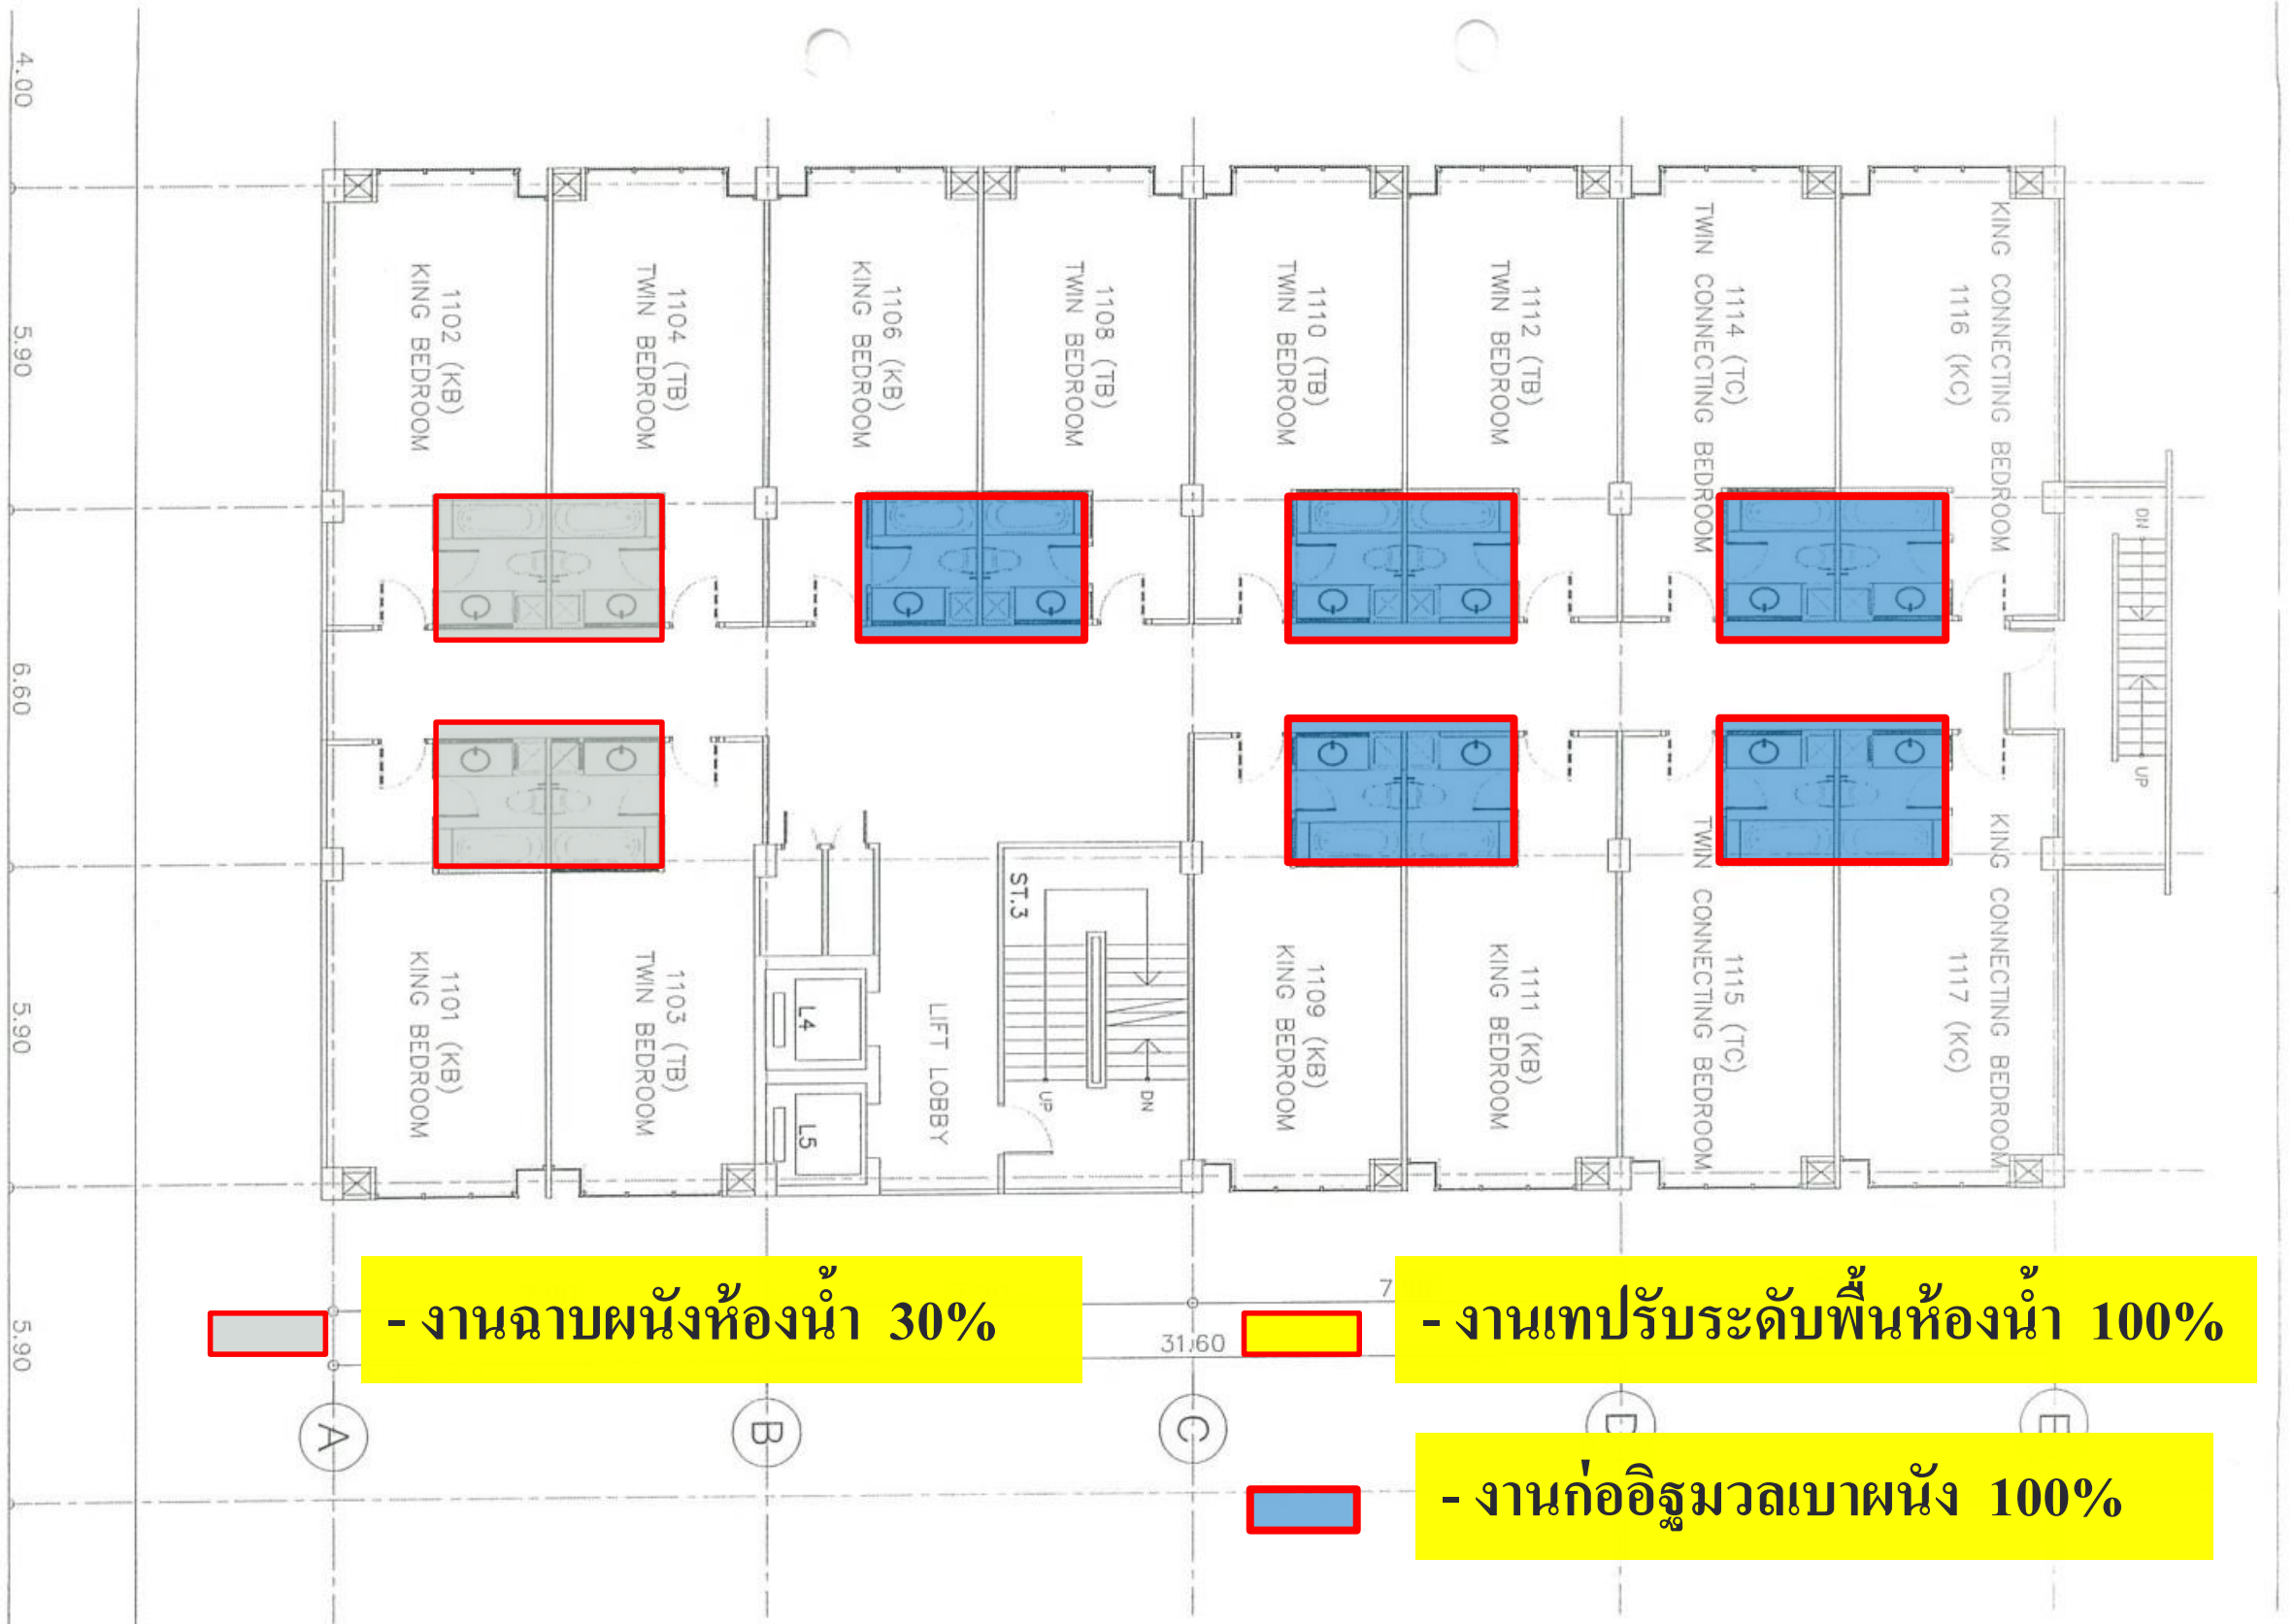 4.00
5.90
6.60
5.90
5.90
1102 (KB)
KING BEDROOM
1104 (TB)
TWIN BEDROOM
1106 (KB)
KING BEDROOM
1108 (TB)
TWIN BEDROOM
1110 (TB)
TWIN BEDROOM
1112 (TB)
TWIN BEDROOM
1114 (TC)
TWIN CONNECTING BEDROOM
KING CONNECTING BEDROOM
1116 (KC)
DN
UP
1101 (KB)
KING BEDROOM
1103 (TB)
TWIN BEDROOM
L4
L5
LIFT LOBBY
ST.3
UP
DN
1109 (KB)
KING BEDROOM
1111 (KB)
KING BEDROOM
1115 (TC)
TWIN CONNECTING BEDROOM
KING CONNECTING BEDROOM
1117 (KC)
- งานฉาบผนังห้องน้ำ 30%
7
31.60
- งานเทปรับระดับพื้นห้องน้ำ 100%
A
B
C
D
E
- งานก่ออิฐมวลเบาผนัง 100%